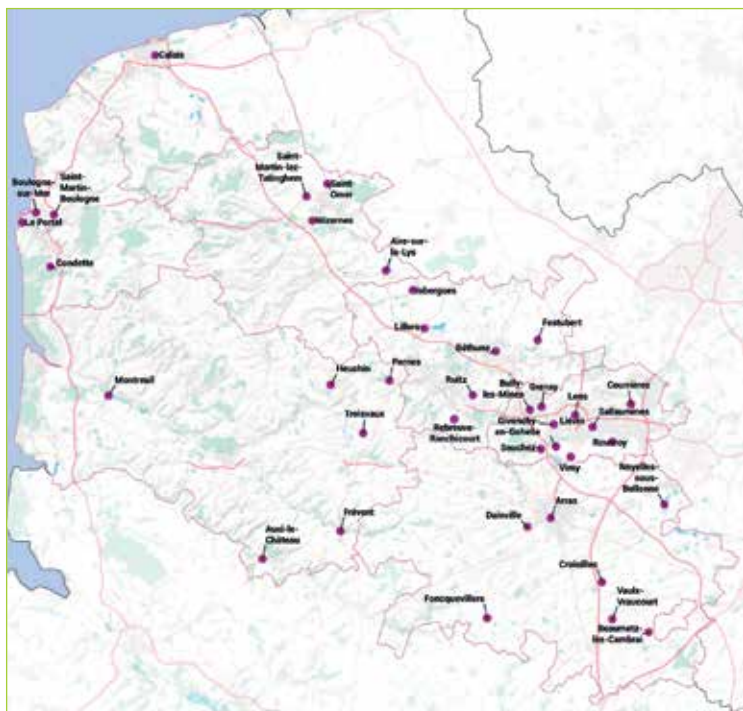 Calais
Saint-
Martin-lez-
Tatinghem
Saint-
Omer
Boulogne-
sur-Mer
Saint-
Martin-
Boulogne
Le Portel
Wizernes
Condette
Aire-sur-
la-Lys
Isbergues
Lillers
Festubert
Béthune
Montreuil
Heuchin
Pernes
Ruitz
Bully-
les-Mines
Grenay
Lens
Courrières
Troisvaux
Rebreuve-
Ranchicourt
Givenchy-
en-Gohelle
Liévin
Sallaumines
Souchez
Rouvroy
Vimy
Noyelles-
sous-
Bellonne
Auxi-le-
Château
Frévent
Dainville
Arras
Croisilles
Foncquevillers
Vaulx-
Vraucourt
Beaumetz-
lès-Cambrai